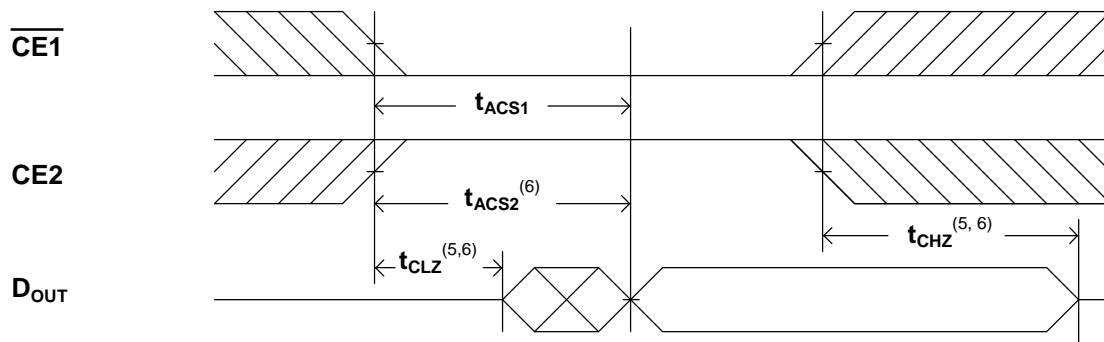 CE1
tACS1
CE2
tACS2(6)
tCHZ(5, 6)
tCLZ(5,6)
DOUT